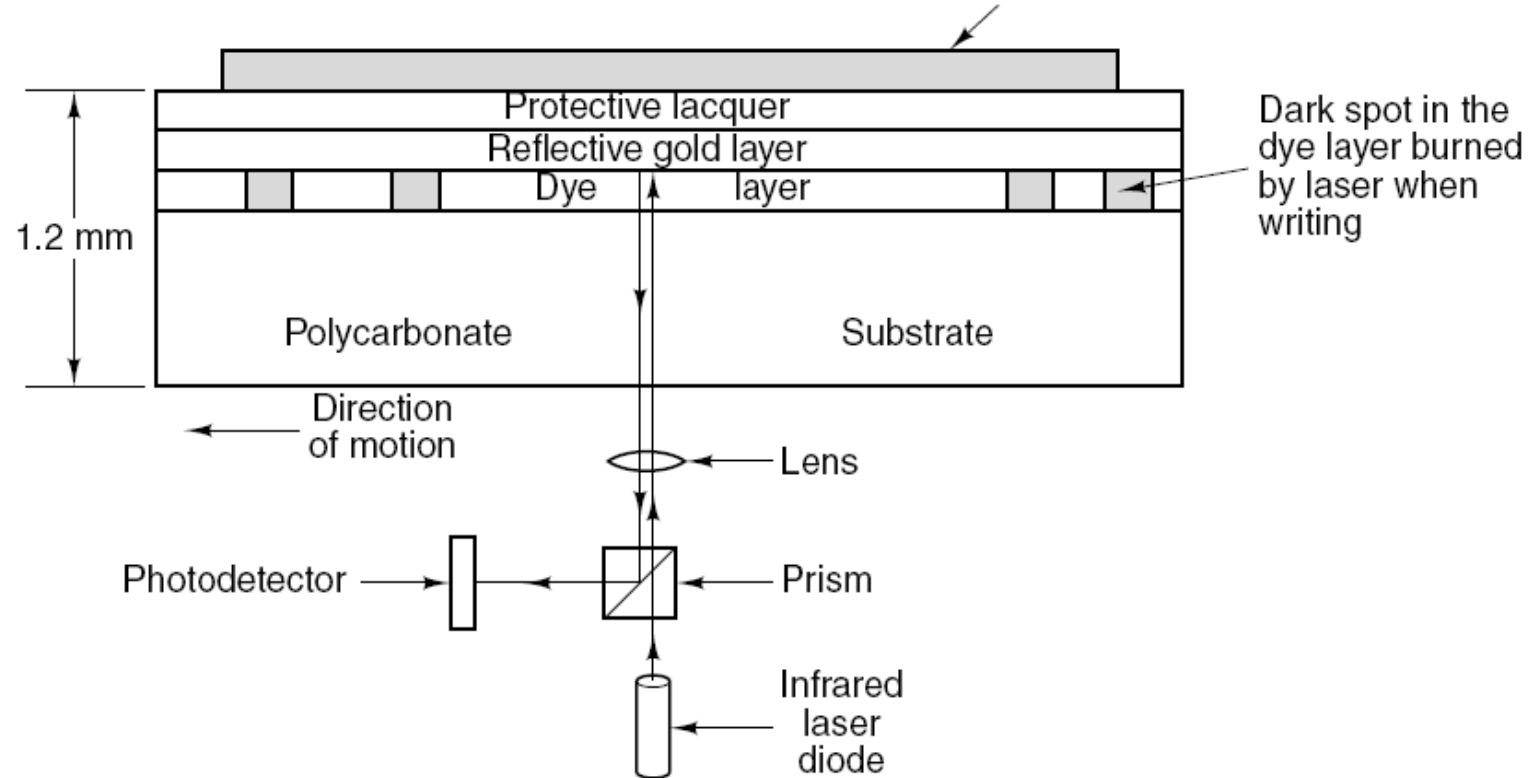 Protective lacquer
Reflective gold layer
Dye layer
Dark spot in the
dye layer burned
by laser when
writing
1.2 mm
Polycarbonate Substrate
Direction
of motion
Lens
Photodetector
Prism
Infrared
laser
diode